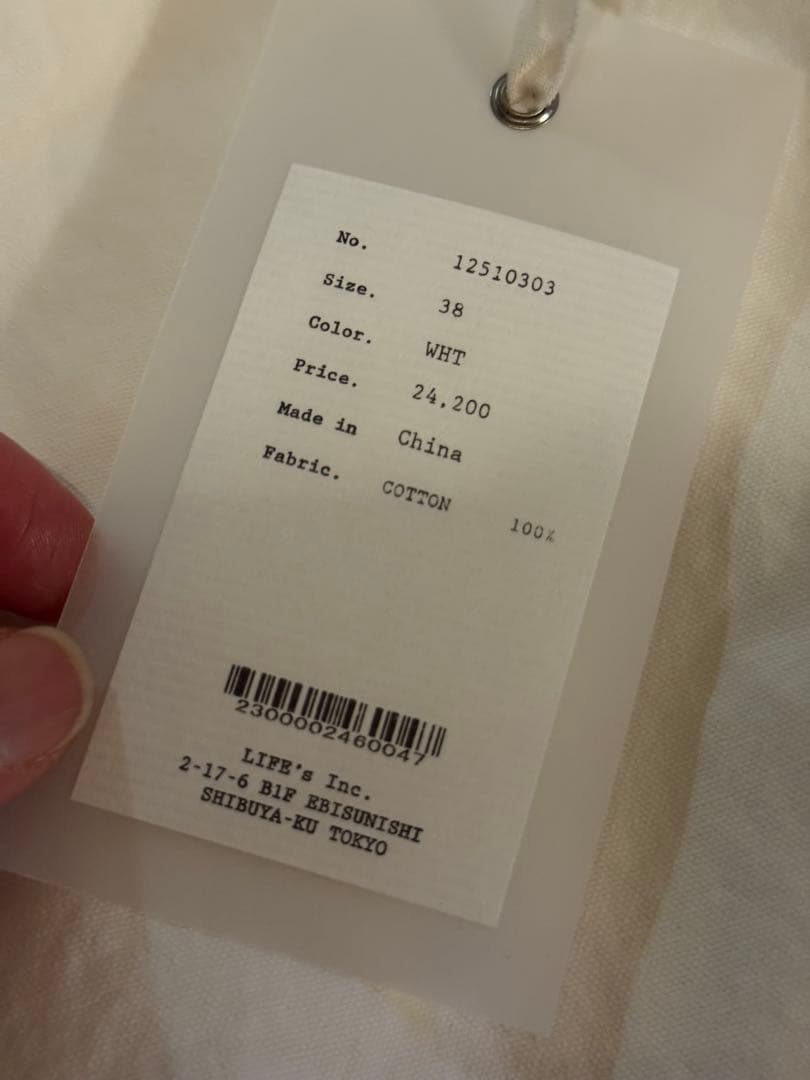 No. 12510303
Size. 38
Color. WHT
Price. 24,200
Made in China
Fabric. COTTON 100%
2300002460047
LIFE's Inc.
2-17-6 B1F EBISUNISHI
SHIBUYA-KU TOKYO